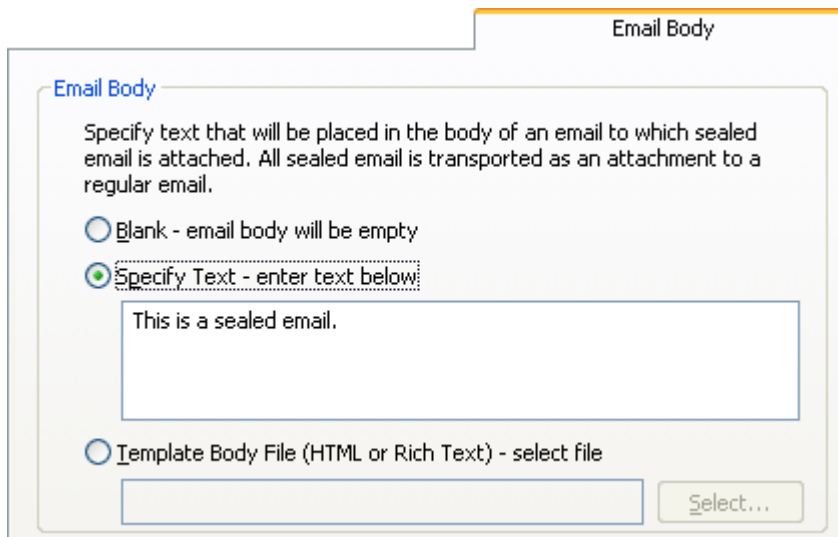 Email Body
Email Body
Specify text that will be placed in the body of an email to which sealed
email is attached. All sealed email is transported as an attachment to a
regular email.
Blank - email body will be empty
Specify Text - enter text below
This is a sealed email.
Template Body File (HTML or Rich Text) - select file
Select...